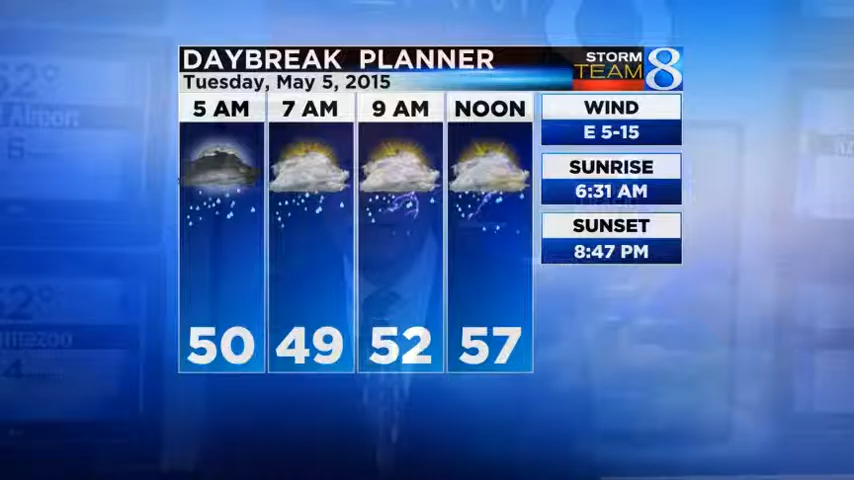 DAYBREAK PLANNER
STORM
TEAM 8
Tuesday, May 5, 2015
5 AM 7 AM 9 AM NOON
WIND
E 5-15
SUNRISE
6:31 AM
SUNSET
8:47 PM
50 49 52 57